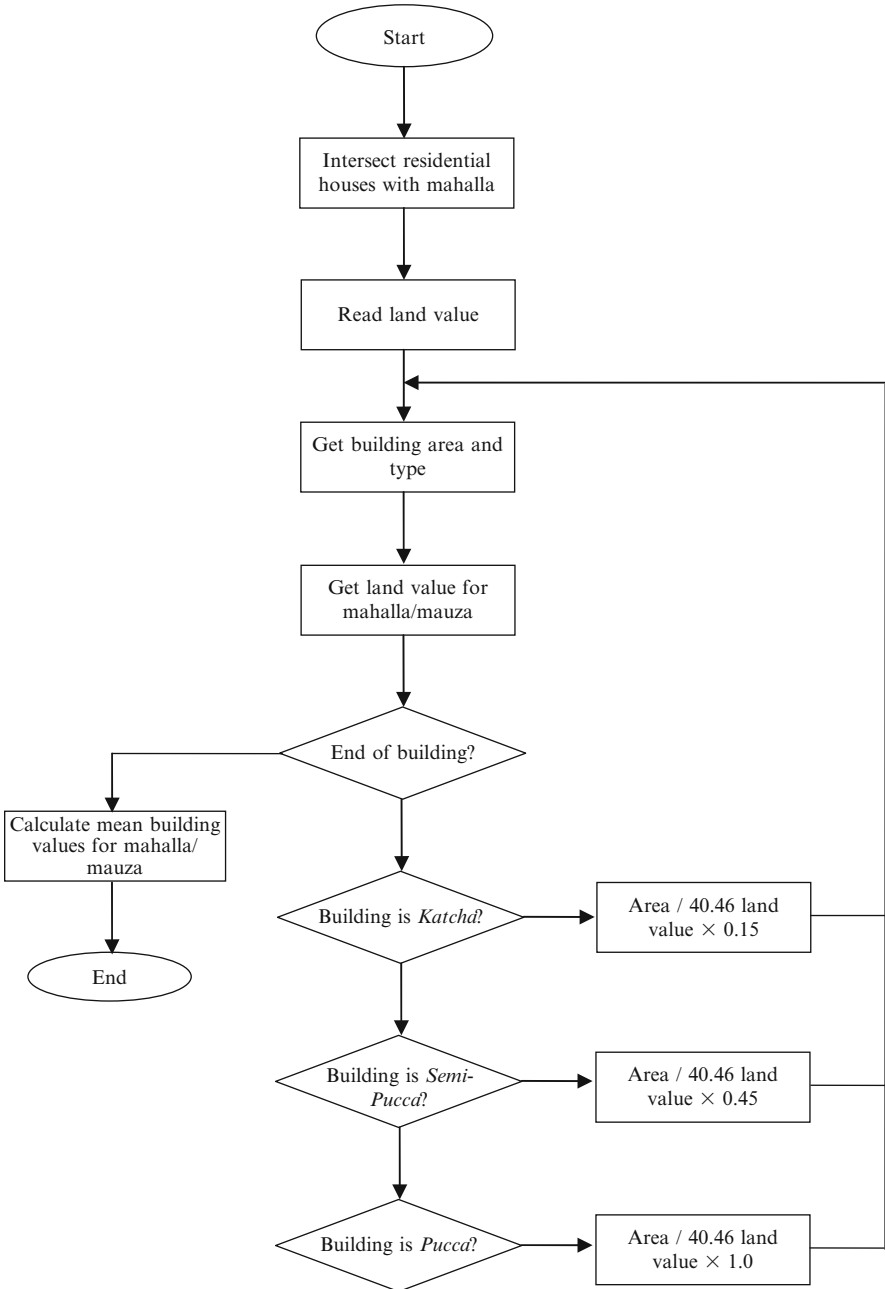 Start
Intersect residential
houses with mahalla
Read land value
Get building area and
type
Get land value for
mahalla/mauza
End of building?
Calculate mean building
values for mahalla/
mauza
End
Building is Katcha?
Area / 40.46 land
value × 0.15
Building is Semi-
Pucca?
Area / 40.46 land
value × 0.45
Building is Pucca?
Area / 40.46 land
value × 1.0